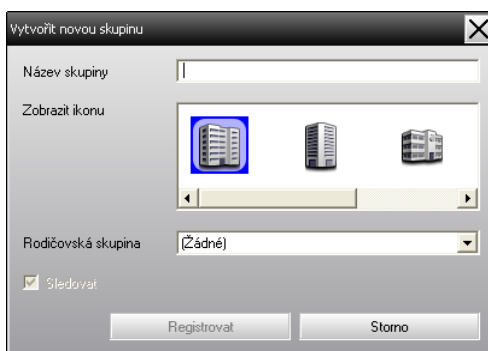 Vytvořit novou skupinu
Název skupiny
Zobrazit ikonu
Rodičovská skupina (Žádné)
Sledovat
Registrovat Storno